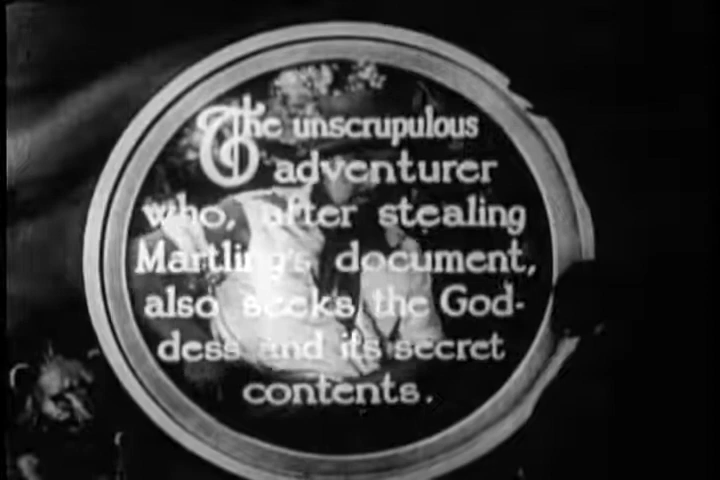 The unscrupulous
adventurer
who, after stealing
Martling's document,
also seeks the God-
dess and its secret
contents.